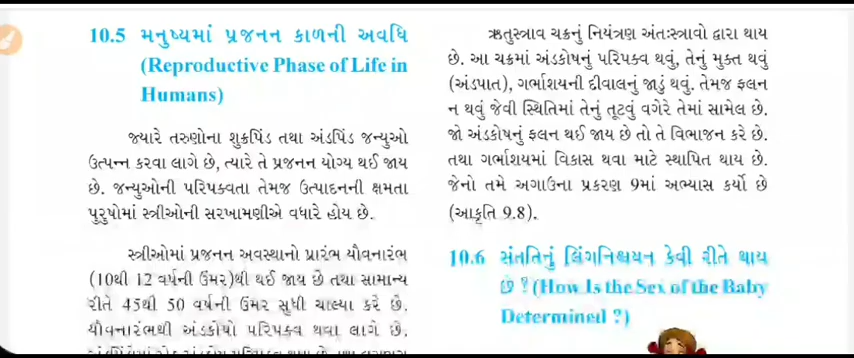 10.5 મનુષ્યમાં પ્રજનન કાળની અવધિ
(Reproductive Phase of Life in
Humans)
જ્યારે તરુણોના શુક્રપિંડ તથા અંડપિંડ જન્યુઓ
ઉત્પન્ન કરવા લાગે છે, ત્યારે તે પ્રજનન યોગ્ય થઈ જાય
છે. જન્યુઓની પરિપક્વતા તેમજ ઉત્પાદનની ક્ષમતા
પુરુષોમાં સ્ત્રીઓની સરખામણીએ વધારે હોય છે.
સ્ત્રીઓમાં પ્રજનન અવસ્થાનો પ્રારંભ યૌવનારંભ
(10થી 12 વર્ષની ઉંમર)થી થઈ જાય છે તથા સામાન્ય
રીતે 45થી 50 વર્ષની ઉંમર સુધી ચાલ્યા કરે છે.
યૌવનારંભથી અંડકોષો પરિપક્વ થવા લાગે છે.
ઋતુસ્ત્રાવ ચક્રનું નિયંત્રણ અંતઃસ્ત્રાવો દ્વારા થાય
છે. આ ચક્રમાં અંડકોષનું પરિપક્વ થવું, તેનું મુક્ત થવું
(અંડપાત), ગર્ભાશયની દીવાલનું જાડું થવું. તેમજ ફલન
ન થવું જેવી સ્થિતિમાં તેનું તૂટવું વગેરે તેમાં સામેલ છે.
જો અંડકોષનું ફલન થઈ જાય છે તો તે વિભાજન કરે છે.
તથા ગર્ભાશયમાં વિકાસ થવા માટે સ્થાપિત થાય છે.
જેનો તમે અગાઉના પ્રકરણ 9માં અભ્યાસ કર્યો છે
(આકૃતિ 9.8).
10.6 સંતતિનું લિંગનિશ્ચયન કેવી રીતે થાય
છે ? (How Is the Sex of the Baby
Determined ?)